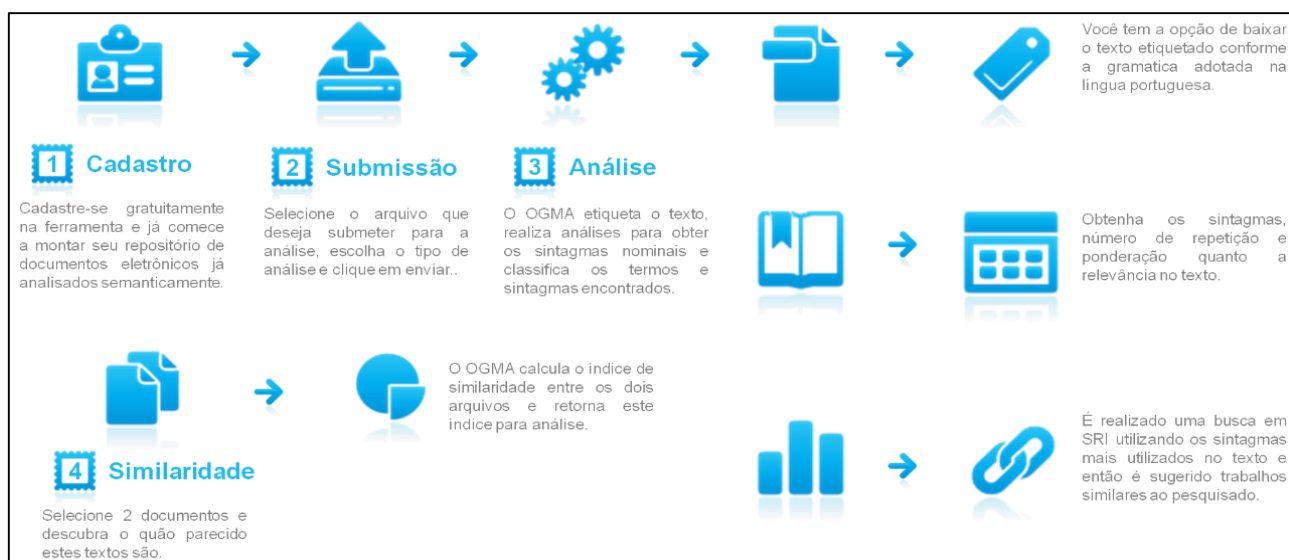 1 Cadastro
Cadastre-se gratuitamente
na ferramenta e já comece
a montar seu repositório de
documentos eletrônicos já
analisados semanticamente.
2 Submissão
Selecione o arquivo que
deseja submeter para a
análise, escolha o tipo de
análise e clique em enviar..
3 Análise
O OGMA etiqueta o texto,
realiza análises para obter
os sintagmas nominais e
classifica os termos e
sintagmas encontrados.
Você tem a opção de baixar
o texto etiquetado conforme
a gramatica adotada na
língua portuguesa.
Obtenha os sintagmas,
número de repetição e
ponderação quanto a
relevância no texto.
É realizado uma busca em
SRI utilizando os sintagmas
mais utilizados no texto e
então é sugerido trabalhos
similares ao pesquisado.
4 Similaridade
Selecione 2 documentos e
descubra o quão parecido
estes textos são.
O OGMA calcula o índice de
similaridade entre os dois
arquivos e retorna este
índice para análise.